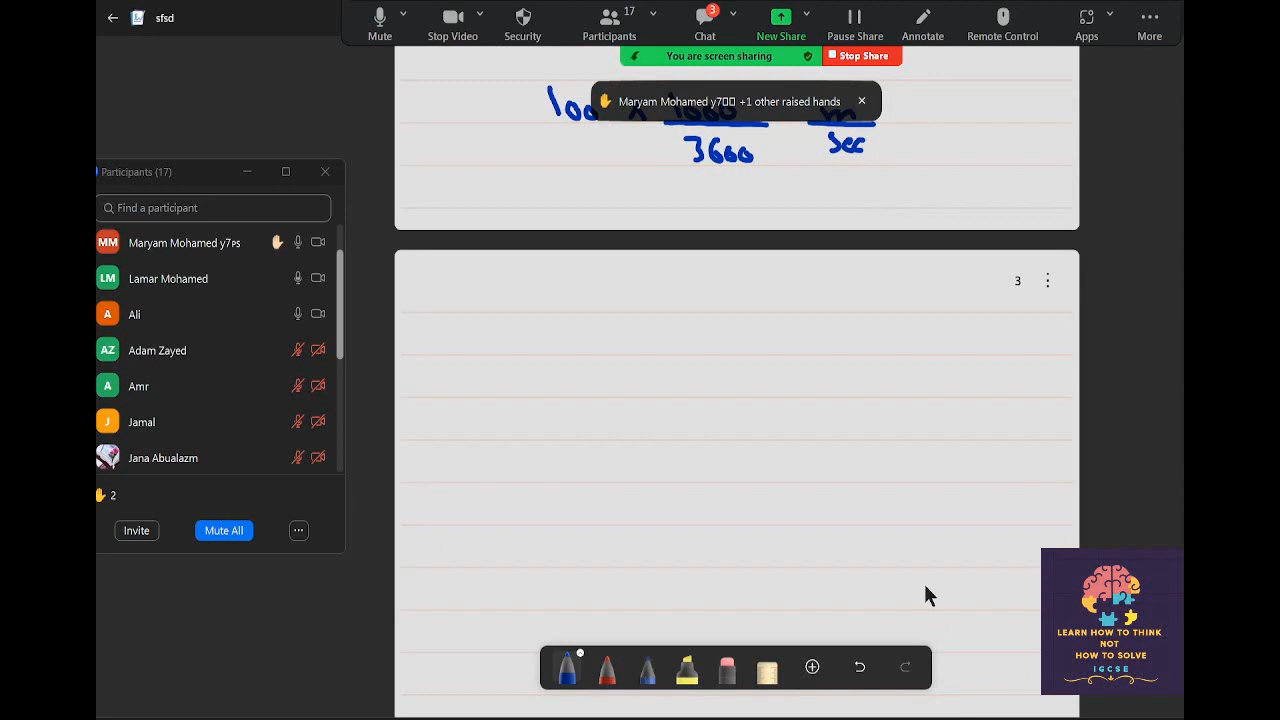 sfsd
17
3
Mute
Stop Video
Security
Participants
Chat
New Share
Pause Share
Annotate
Remote Control
Apps
More
You are screen sharing
Stop Share
Maryam Mohamed y7▯▯ +1 other raised hands
100
1000
m
3600
sec
Participants (17)
Find a participant
MM Maryam Mohamed y7ps
LM Lamar Mohamed
A Ali
AZ Adam Zayed
A Amr
J Jamal
Jana Abualazm
2
Invite
Mute All
3
LEARN HOW TO THINK
NOT
HOW TO SOLVE
IGCSE